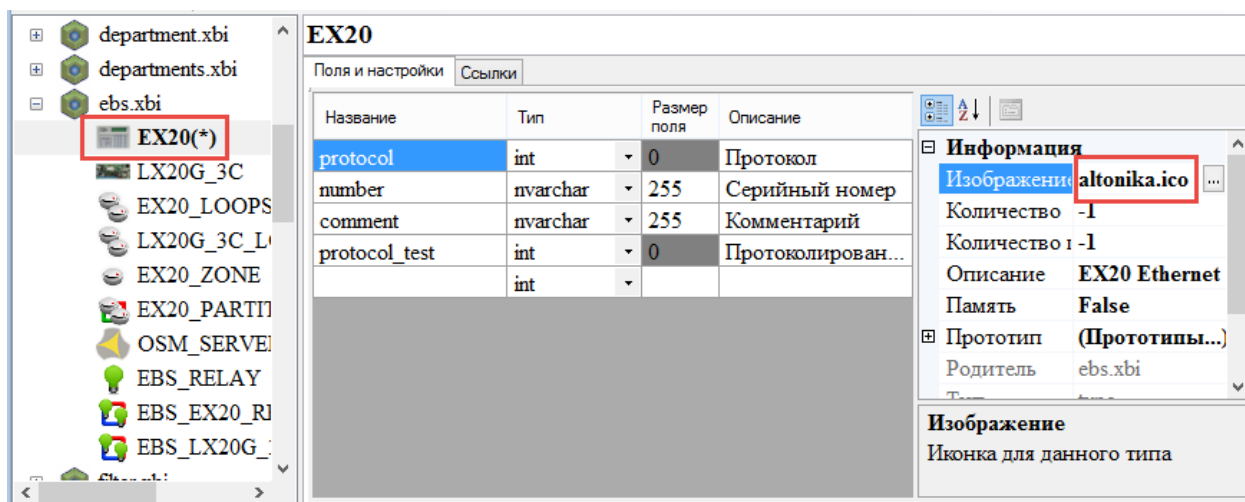 department.xbi
departments.xbi
ebs.xbi
EX20(*)
LX20G_3C
EX20_LOOPS
LX20G_3C_L
EX20_ZONE
EX20_PARTIT
OSM_SERVE
EBS_RELAY
EBS_EX20_R
EBS_LX20G_
EX20
Поля и настройки Ссылки
Название Тип Размер поля Описание
protocol int 0 Протокол
number nvarchar 255 Серийный номер
comment nvarchar 255 Комментарий
protocol_test int 0 Протоколирован...
int
Информация
Изображение altonika.ico ...
Количество -1
Количество -1
Описание EX20 Ethernet
Память False
Прототип (Прототипы...)
Родитель ebs.xbi
Изображение
Иконка для данного типа